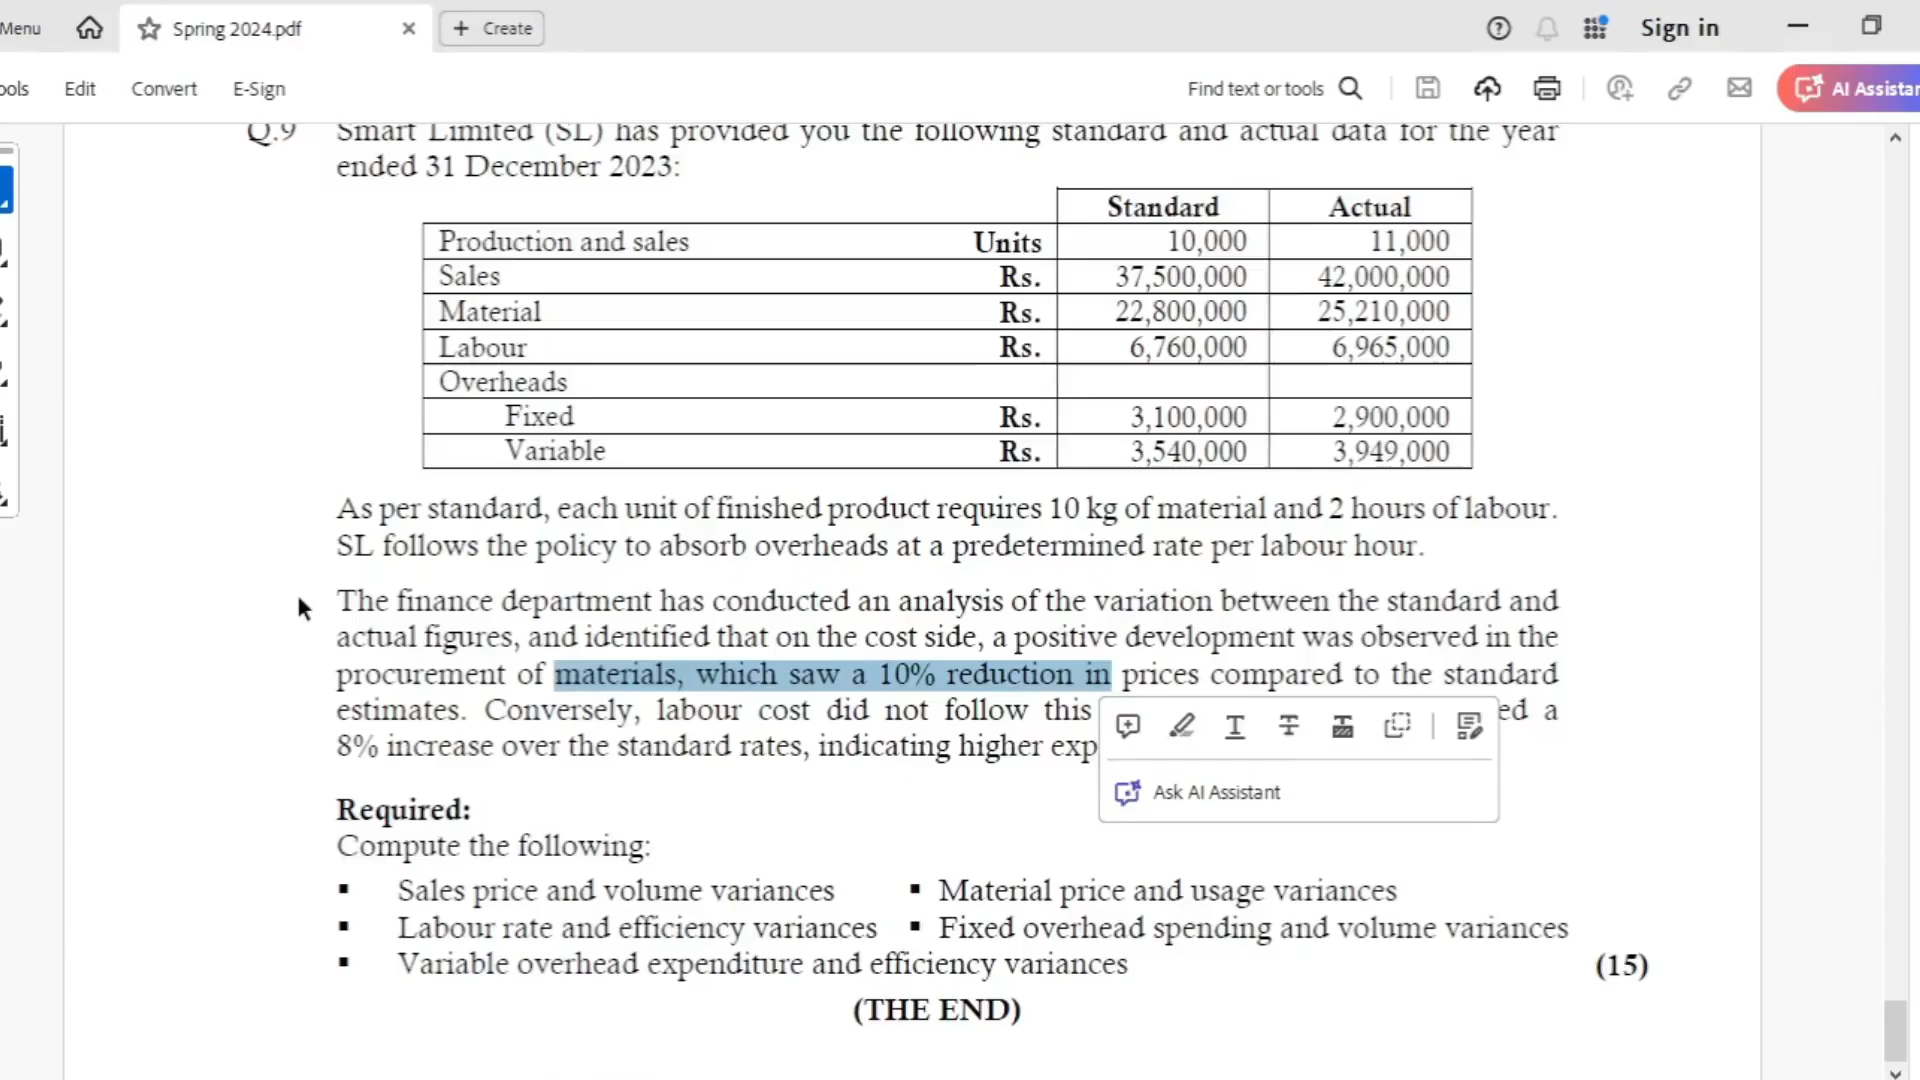 Menu
Spring 2024.pdf
Create
Sign in
Edit
Convert
E-Sign
Find text or tools
Q.9 Smart Limited (SL) has provided you the following standard and actual data for the year
ended 31 December 2023:
Standard Actual
Production and sales Units 10,000 11,000
Sales Rs. 37,500,000 42,000,000
Material Rs. 22,800,000 25,210,000
Labour Rs. 6,760,000 6,965,000
Overheads
Fixed Rs. 3,100,000 2,900,000
Variable Rs. 3,540,000 3,949,000
As per standard, each unit of finished product requires 10 kg of material and 2 hours of labour.
SL follows the policy to absorb overheads at a predetermined rate per labour hour.
The finance department has conducted an analysis of the variation between the standard and
actual figures, and identified that on the cost side, a positive development was observed in the
procurement of materials, which saw a 10% reduction in prices compared to the standard
estimates. Conversely, labour cost did not follow this
8% increase over the standard rates, indicating higher
Ask AI Assistant
Required:
Compute the following:
▪ Sales price and volume variances ▪ Material price and usage variances
▪ Labour rate and efficiency variances ▪ Fixed overhead spending and volume variances
▪ Variable overhead expenditure and efficiency variances (15)
(THE END)